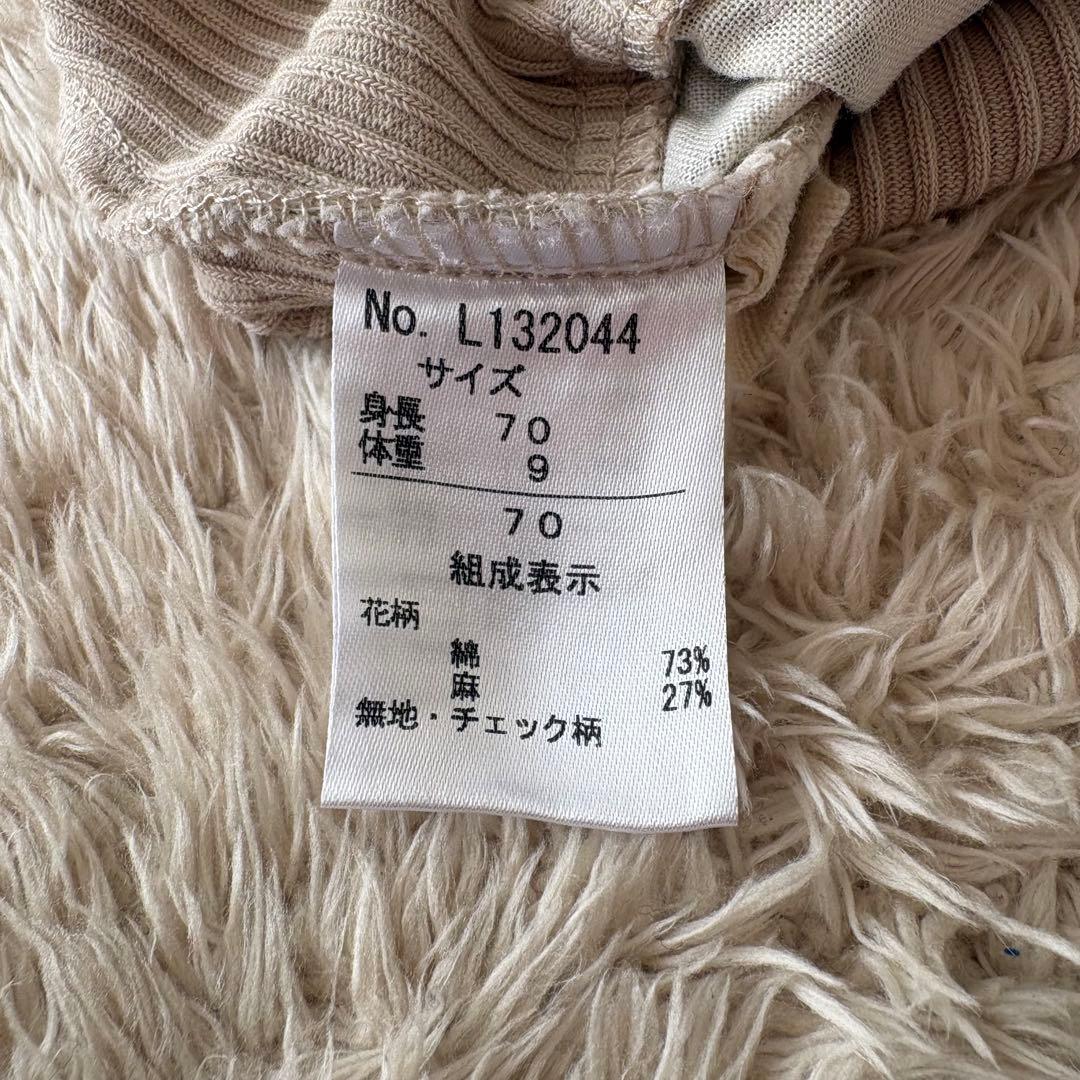 No. L132044
サイズ
身長 70
体重 9
70
組成表示
花柄
綿 73%
麻 27%
無地・チェック柄